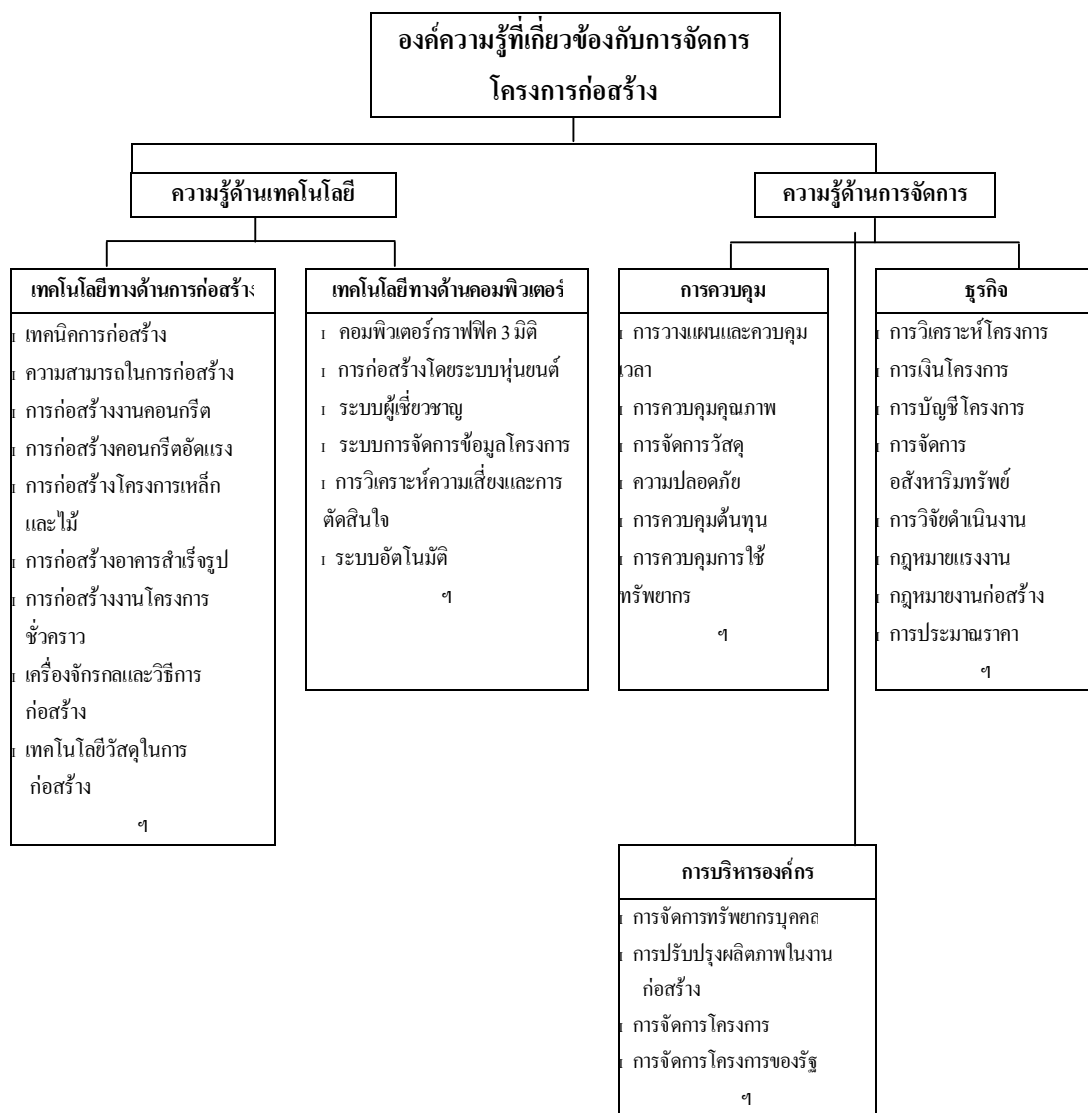 องค์ความรู้ที่เกี่ยวข้องกับการจัดการ
โครงการก่อสร้าง
ความรู้ด้านเทคโนโลยี
ความรู้ด้านการจัดการ
เทคโนโลยีทางด้านการก่อสร้าง
ɪ เทคนิคการก่อสร้าง
ɪ ความสามารถในการก่อสร้าง
ɪ การก่อสร้างงานคอนกรีต
ɪ การก่อสร้างคอนกรีตอัดแรง
ɪ การก่อสร้างโครงการเหล็ก
และไม้
ɪ การก่อสร้างอาคารสำเร็จรูป
ɪ การก่อสร้างงานโครงการ
ชั่วคราว
ɪ เครื่องจักรกลและวิธีการ
ก่อสร้าง
ɪ เทคโนโลยีวัสดุในการ
ก่อสร้าง
ฯ
เทคโนโลยีทางด้านคอมพิวเตอร์
ɪ คอมพิวเตอร์กราฟฟิค 3 มิติ
ɪ การก่อสร้างโดยระบบหุ่นยนต์
ɪ ระบบผู้เชี่ยวชาญ
ɪ ระบบการจัดการข้อมูลโครงการ
ɪ การวิเคราะห์ความเสี่ยงและการ
ตัดสินใจ
ɪ ระบบอัตโนมัติ
ฯ
การควบคุม
ɪ การวางแผนและควบคุม
เวลา
ɪ การควบคุมคุณภาพ
ɪ การจัดการวัสดุ
ɪ ความปลอดภัย
ɪ การควบคุมต้นทุน
ɪ การควบคุมการใช้
ทรัพยากร
ฯ
ธุรกิจ
ɪ การวิเคราะห์โครงการ
ɪ การเงินโครงการ
ɪ การบัญชีโครงการ
ɪ การจัดการ
อสังหาริมทรัพย์
ɪ การวิจัยดำเนินงาน
ɪ กฎหมายแรงงาน
ɪ กฎหมายงานก่อสร้าง
ɪ การประมาณราคา
ฯ
การบริหารองค์กร
ɪ การจัดการทรัพยากรบุคคล
ɪ การปรับปรุงผลิตภาพในงาน
ก่อสร้าง
ɪ การจัดการโครงการ
ɪ การจัดการโครงการของรัฐ
ฯ